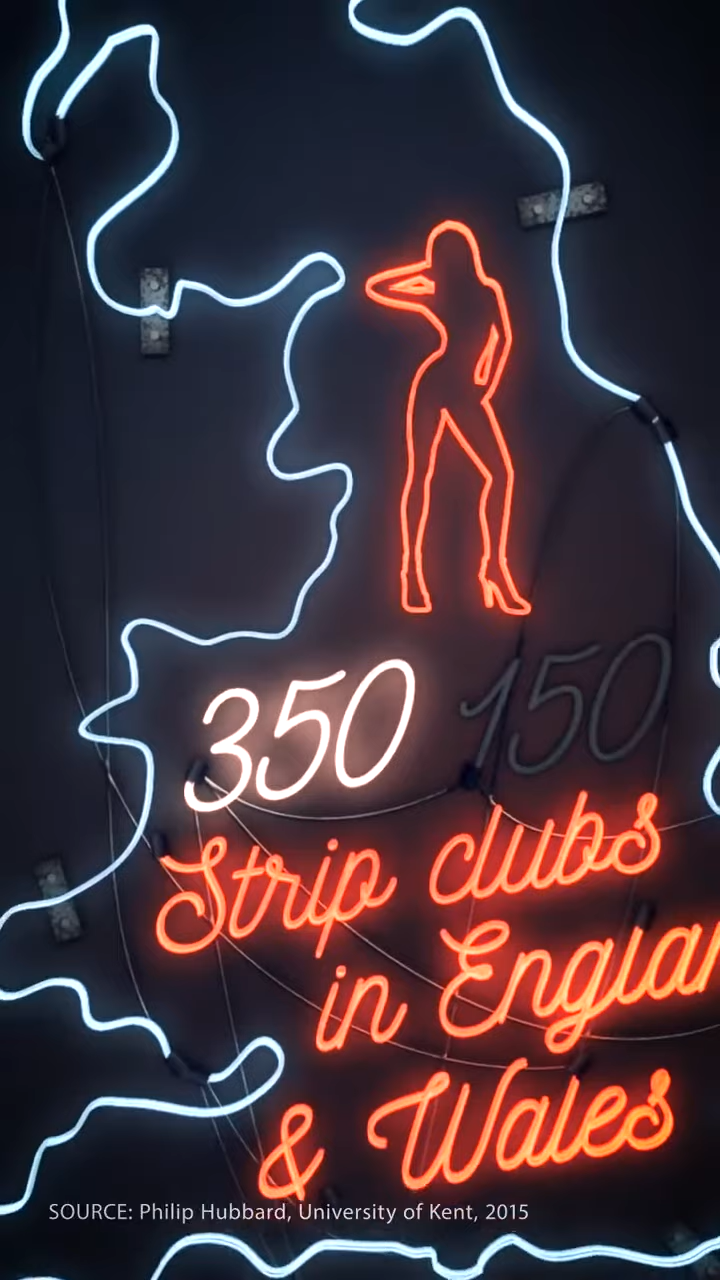 350 150
Strip clubs
in Englan
& Wales
SOURCE: Philip Hubbard, University of Kent, 2015